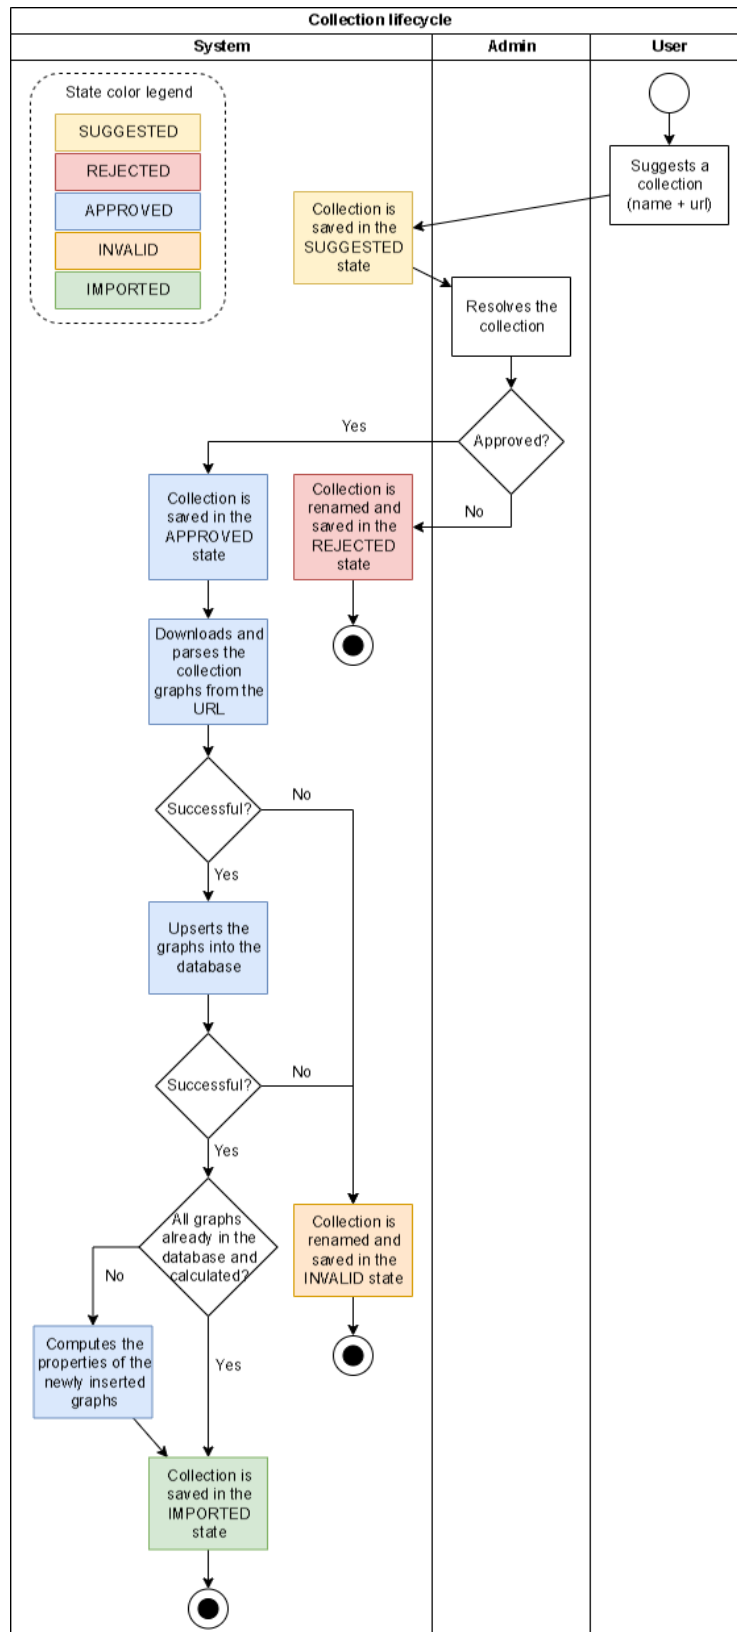 Collection lifecycle
System
Admin
User
State color legend
SUGGESTED
REJECTED
APPROVED
INVALID
IMPORTED
Suggests a
collection
(name + url)
Collection is
saved in the
SUGGESTED
state
Resolves the
collection
Approved?
Yes
No
Collection is
saved in the
APPROVED
state
Collection is
renamed and
saved in the
REJECTED
state
Downloads and
parses the
collection
graphs from the
URL
Successful?
No
Yes
Upserts the
graphs into the
database
Successful?
No
Yes
All graphs
already in the
database and
calculated?
No
Yes
Collection is
renamed and
saved in the
INVALID state
Computes the
properties of the
newly inserted
graphs
Collection is
saved in the
IMPORTED
state